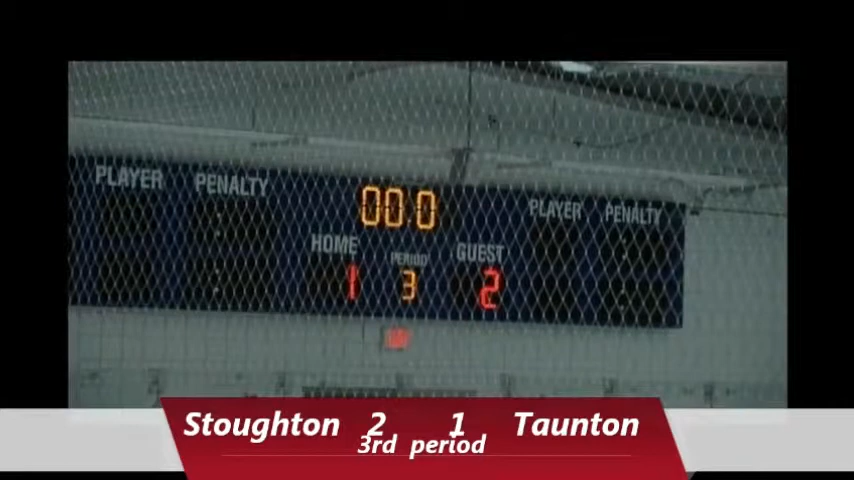 PLAYER PENALTY 00.0 PLAYER PENALTY
HOME PERIOD GUEST
1 3 2
Stoughton 2 1 Taunton
3rd period